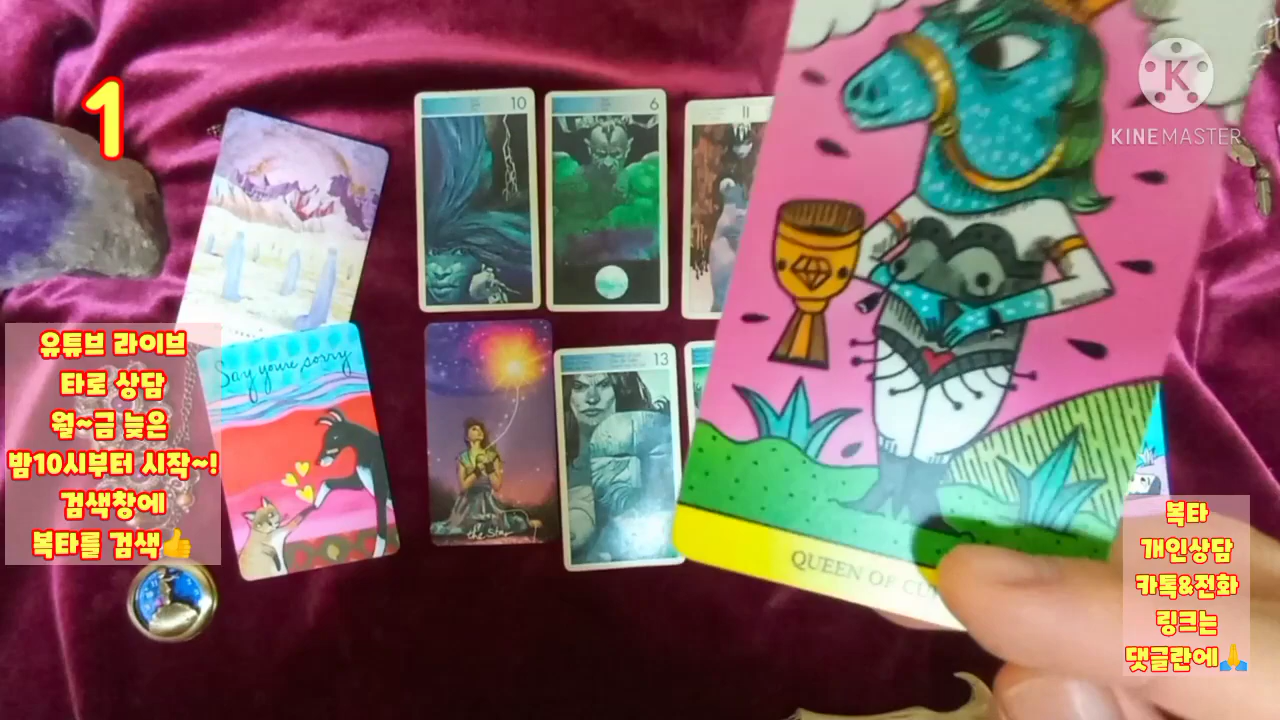 1
유튜브 라이브
타로 상담
월~금 늦은
밤10시부터 시작~!
검색창에
복타를 검색👍
Say you're sorry
10
6
II
the Star
13
QUEEN OF
KINEMASTER
복타
개인상담
카톡&전화
링크는
댓글란에🙏